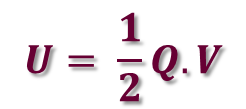 U = 1/2 Q.V